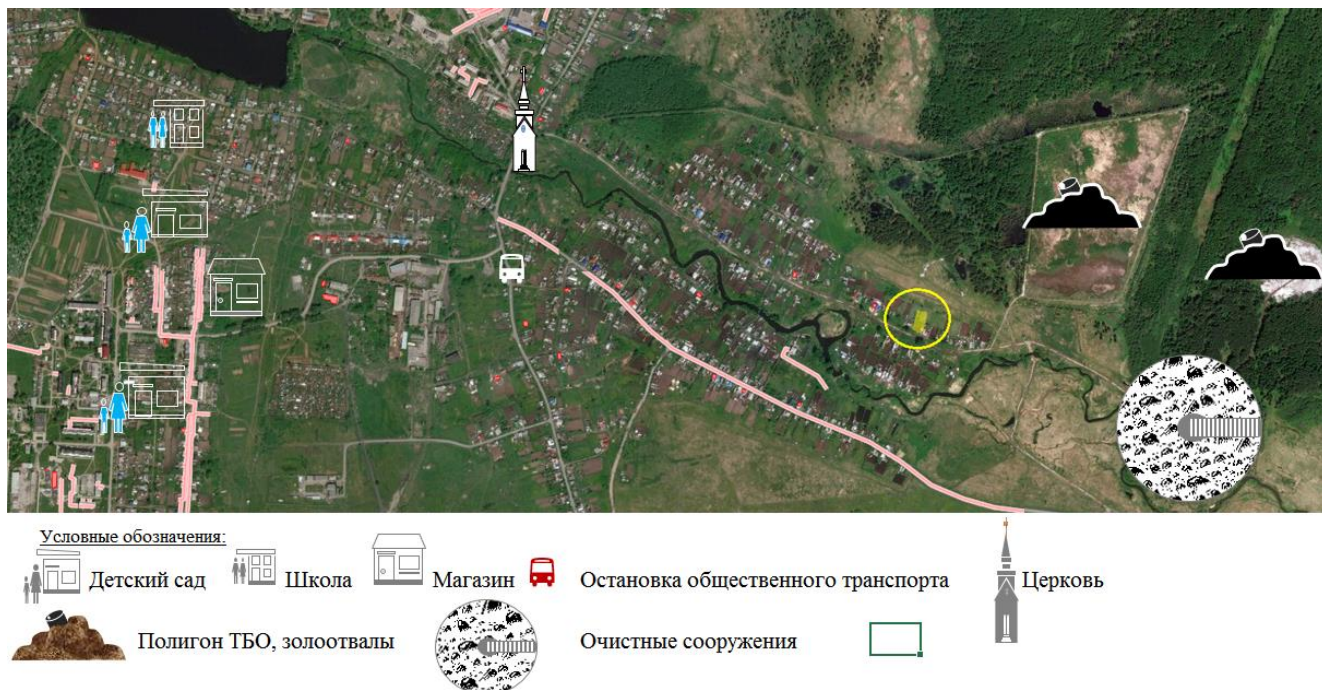 Условные обозначения:
Детский сад Школа Магазин Остановка общественного транспорта Церковь
Полигон ТБО, золоотвалы Очистные сооружения